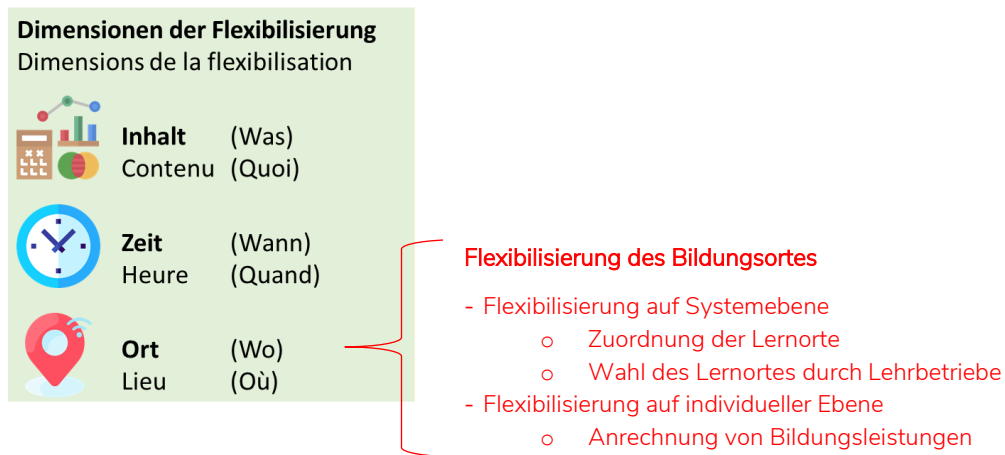 Dimensionen der Flexibilisierung
Dimensions de la flexibilisation
Inhalt (Was)
Contenu (Quoi)
Zeit (Wann)
Heure (Quand)
Ort (Wo)
Lieu (Où)
Flexibilisierung des Bildungsortes
- Flexibilisierung auf Systemebene
o Zuordnung der Lernorte
o Wahl des Lernortes durch Lehrbetriebe
- Flexibilisierung auf individueller Ebene
o Anrechnung von Bildungsleistungen